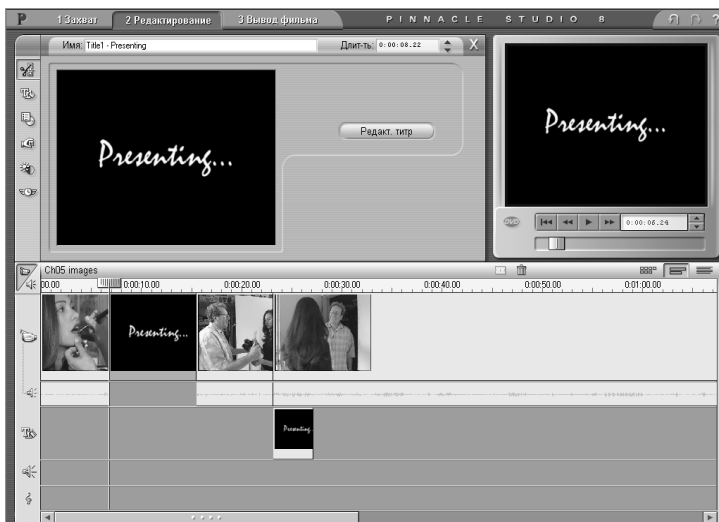 1 Захват 2 Редактирование 3 Вывод фильма PINNACLE STUDIO 8 ?
Имя: Title1 - Presenting Длит-ть: 0:00:08.22 X
Presenting...
Редакт. титр
Presenting...
DVD 0:00:06.24
Ch05 images
00.00 0:00:10.00 0:00:20.00 0:00:30.00 0:00:40.00 0:00:50.00 0:01:00.00
Presenting...
Presenting.